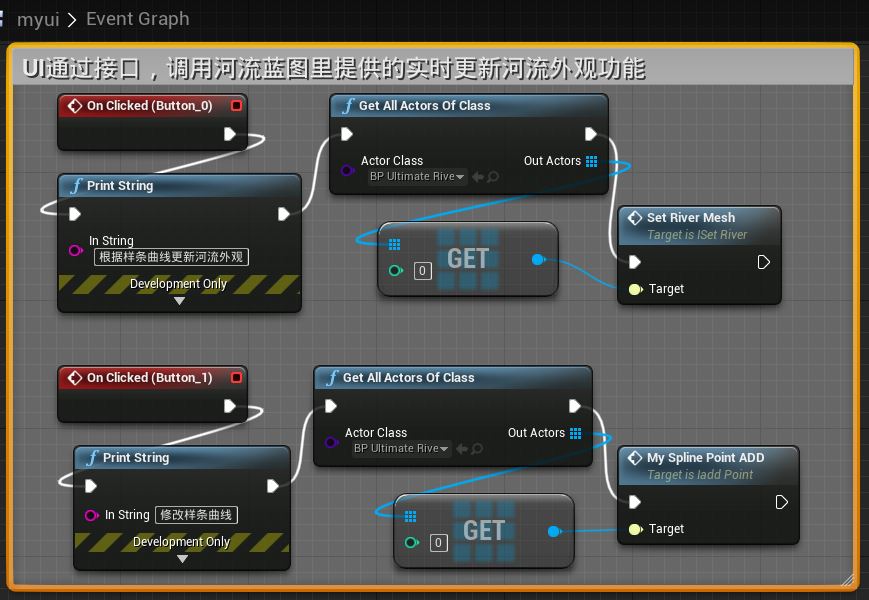 myui > Event Graph
UI通过接口，调用河流蓝图里提供的实时更新河流外观功能
On Clicked (Button_0)
f Get All Actors Of Class
Actor Class
Out Actors
BP Ultimate Rive
f Print String
In String
根据样条曲线更新河流外观
Development Only
0
GET
Set River Mesh
Target is ISet River
Target
On Clicked (Button_1)
f Get All Actors Of Class
Actor Class
Out Actors
BP Ultimate Rive
f Print String
In String 修改样条曲线
Development Only
0
GET
My Spline Point ADD
Target is Iadd Point
Target